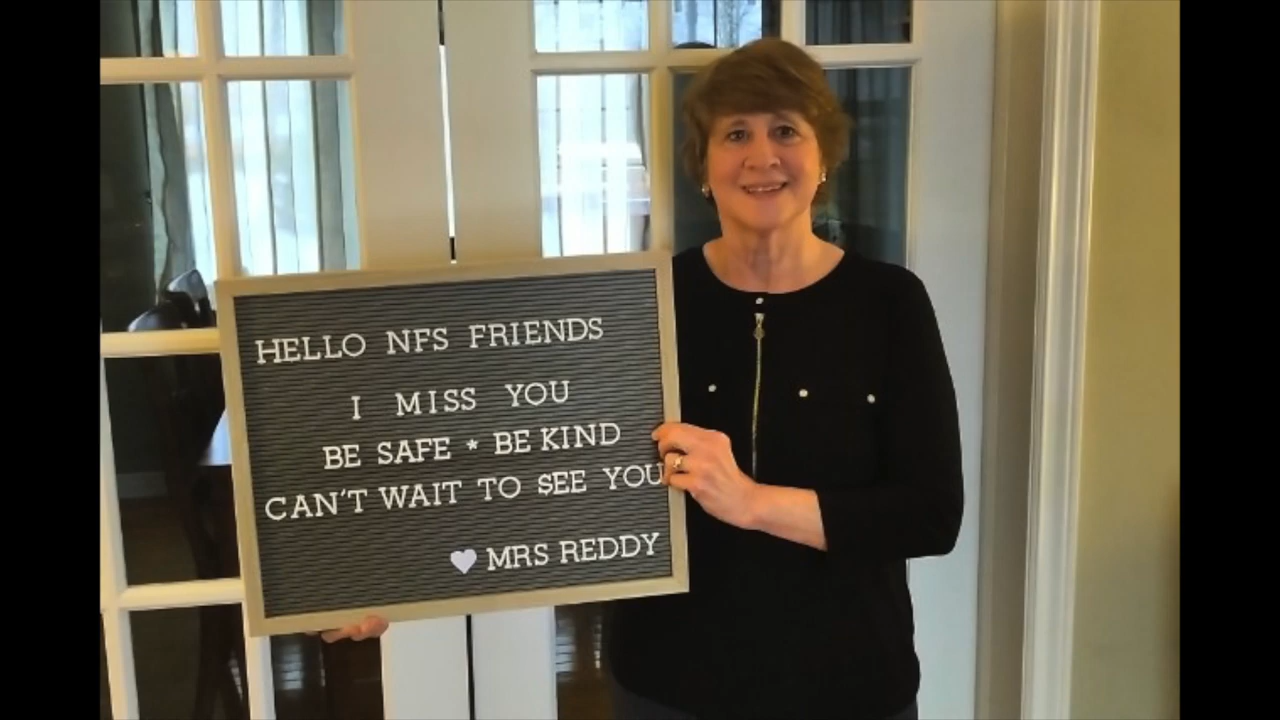 HELLO NFS FRIENDS
I MISS YOU
BE SAFE * BE KIND
CAN'T WAIT TO SEE YOU
MRS REDDY